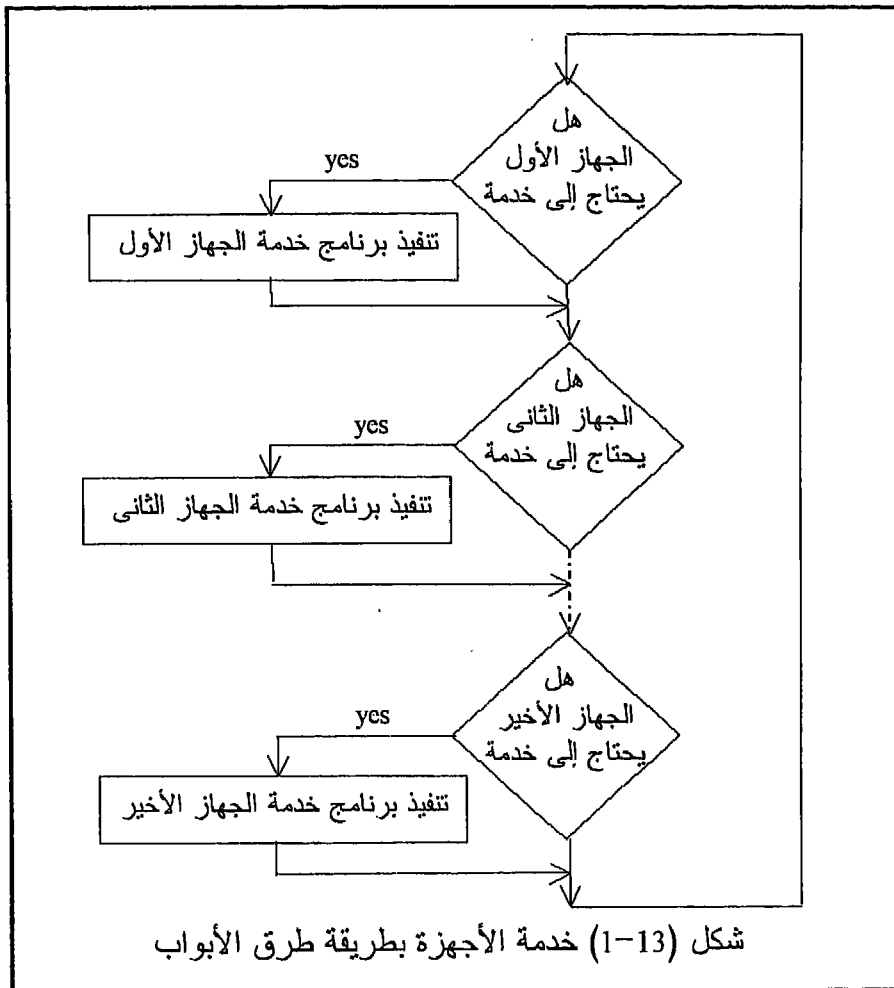 هل
الجهاز الأول
يحتاج إلى خدمة
yes
تنفيذ برنامج خدمة الجهاز الأول
هل
الجهاز الثانى
يحتاج إلى خدمة
yes
تنفيذ برنامج خدمة الجهاز الثانى
هل
الجهاز الأخير
يحتاج إلى خدمة
yes
تنفيذ برنامج خدمة الجهاز الأخير
شكل (13-1) خدمة الأجهزة بطريقة طرق الأبواب